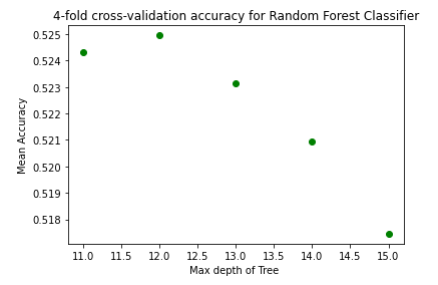 4-fold cross-validation accuracy for Random Forest Classifier
0.525
0.524
0.523
0.522
0.521
0.520
0.519
0.518
Mean Accuracy
11.0 11.5 12.0 12.5 13.0 13.5 14.0 14.5 15.0
Max depth of Tree